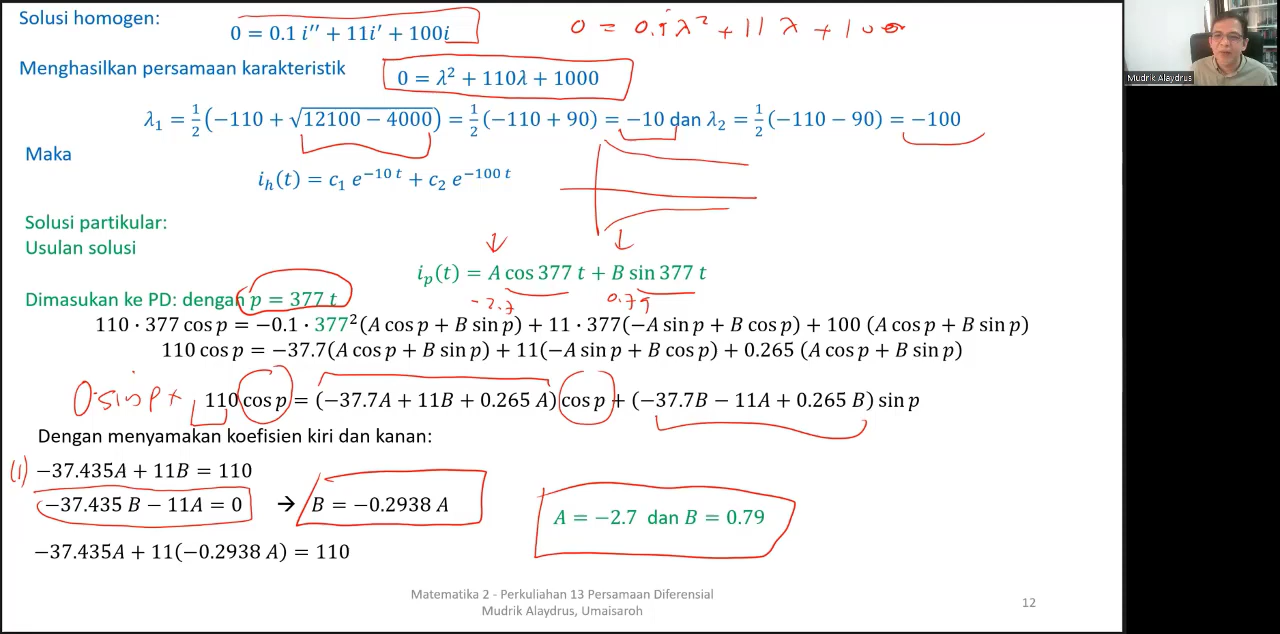 Solusi homogen:
0 = 0.1 i′′ + 11i′ + 100i
0 = 0.1 λ² + 11 λ + 100
Menghasilkan persamaan karakteristik
0 = λ² + 110λ + 1000
λ₁ = ½(−110 + √(12100 − 4000)) = ½(−110 + 90) = −10 dan λ₂ = ½(−110 − 90) = −100
Maka
iₕ(t) = c₁ e^(−10 t) + c₂ e^(−100 t)
Solusi partikular:
Usulan solusi
iₚ(t) = A cos 377 t + B sin 377 t
-2.7 0.79
Dimasukan ke PD: dengan p = 377 t
110 · 377 cos p = −0.1 · 377²(A cos p + B sin p) + 11 · 377(−A sin p + B cos p) + 100 (A cos p + B sin p)
110 cos p = −37.7(A cos p + B sin p) + 11(−A sin p + B cos p) + 0.265 (A cos p + B sin p)
0·sin p + 110 cos p = (−37.7A + 11B + 0.265 A) cos p + (−37.7B − 11A + 0.265 B) sin p
Dengan menyamakan koefisien kiri dan kanan:
(1) −37.435A + 11B = 110
−37.435 B − 11A = 0 → B = −0.2938 A
A = −2.7 dan B = 0.79
−37.435A + 11(−0.2938 A) = 110
Matematika 2 - Perkuliahan 13 Persamaan Diferensial
Mudrik Alaydrus, Umaisaroh
12
Mudrik Alaydrus